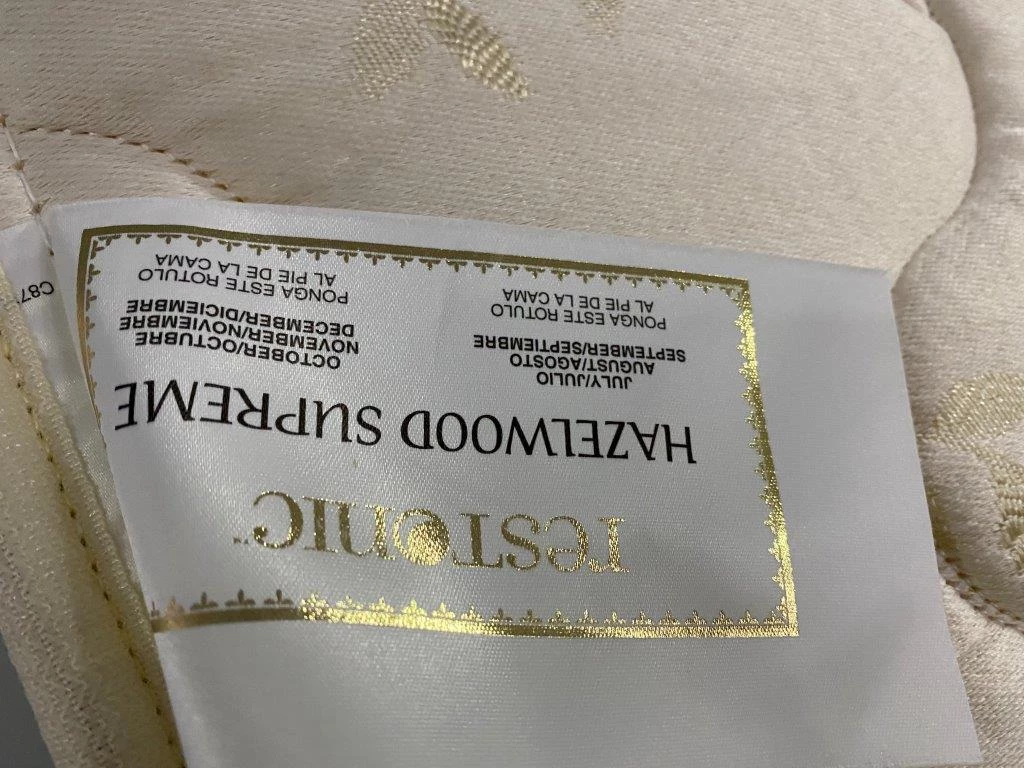 resTonic™
HAZELWOOD SUPREME
JULY/JULIO
AUGUST/AGOSTO
SEPTEMBER/SEPTIEMBRE
PONGA ESTE ROTULO
AL PIE DE LA CAMA
OCTOBER/OCTUBRE
NOVEMBER/NOVIEMBRE
DECEMBER/DICIEMBRE
PONGA ESTE ROTULO
AL PIE DE LA CAMA